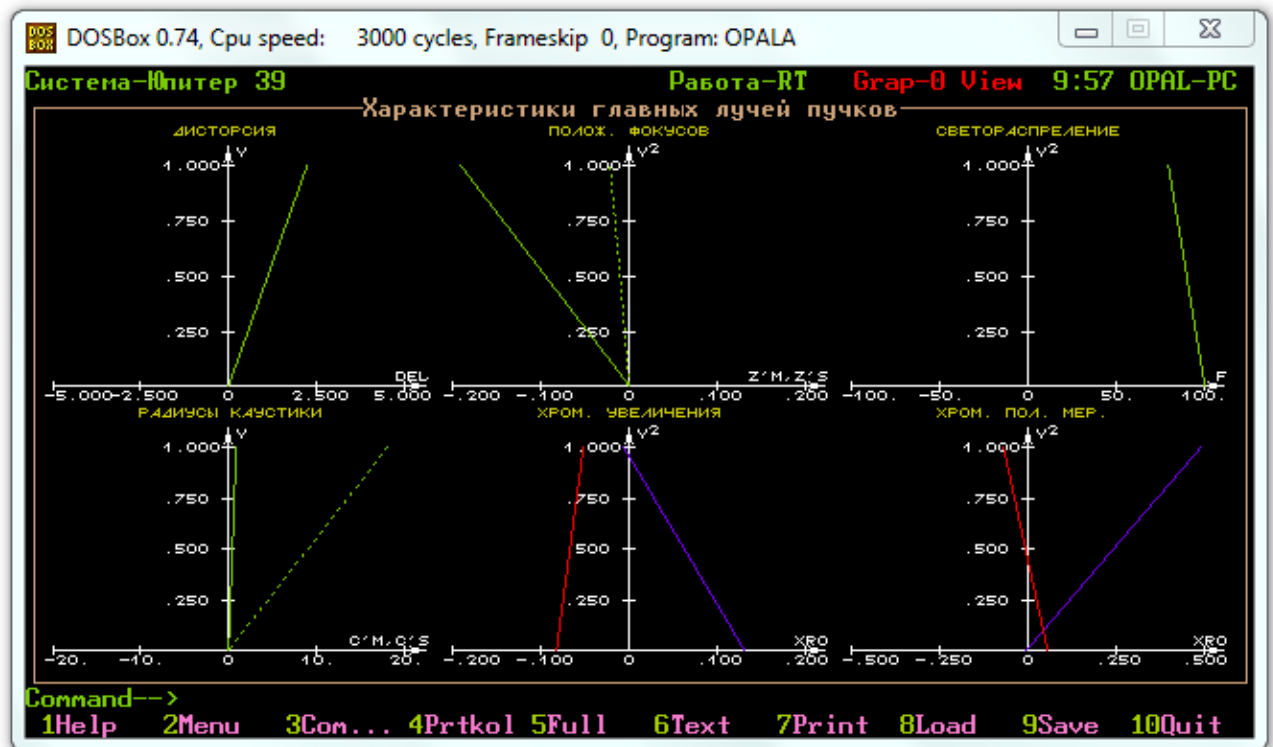 DOSBox 0.74, Cpu speed: 3000 cycles, Frameskip 0, Program: OPALA
Система-Юпитер 39 Работа-RT Grap-0 View 9:57 OPAL-PC
Характеристики главных лучей пучков
ДИСТОРСИЯ ПОЛОЖ. ФОКУСОВ СВЕТОРАСПРЕЛЕНИЕ
Y Y2 Y2
1.000 1.000 1.000
.750 .750 .750
.500 .500 .500
.250 .250 .250
DEL Z'M,Z'S F
-5.000 -2.500 0 2.500 5.000 -.200 -.100 0 .100 .200 -100. -50. 0 50. 100.
РАДИУСЫ КАУСТИКИ ХРОМ. УВЕЛИЧЕНИЯ ХРОМ. ПОЛ. МЕР.
Y Y2 Y2
1.000 1.000 1.000
.750 .750 .750
.500 .500 .500
.250 .250 .250
C'M,C'S XRO XRO
-20. -10. 0 10. 20. -.200 -.100 0 .100 .200 -.500 -.250 0 .250 .500
Command-->
1Help 2Menu 3Com... 4Prtkol 5Full 6Text 7Print 8Load 9Save 10Quit